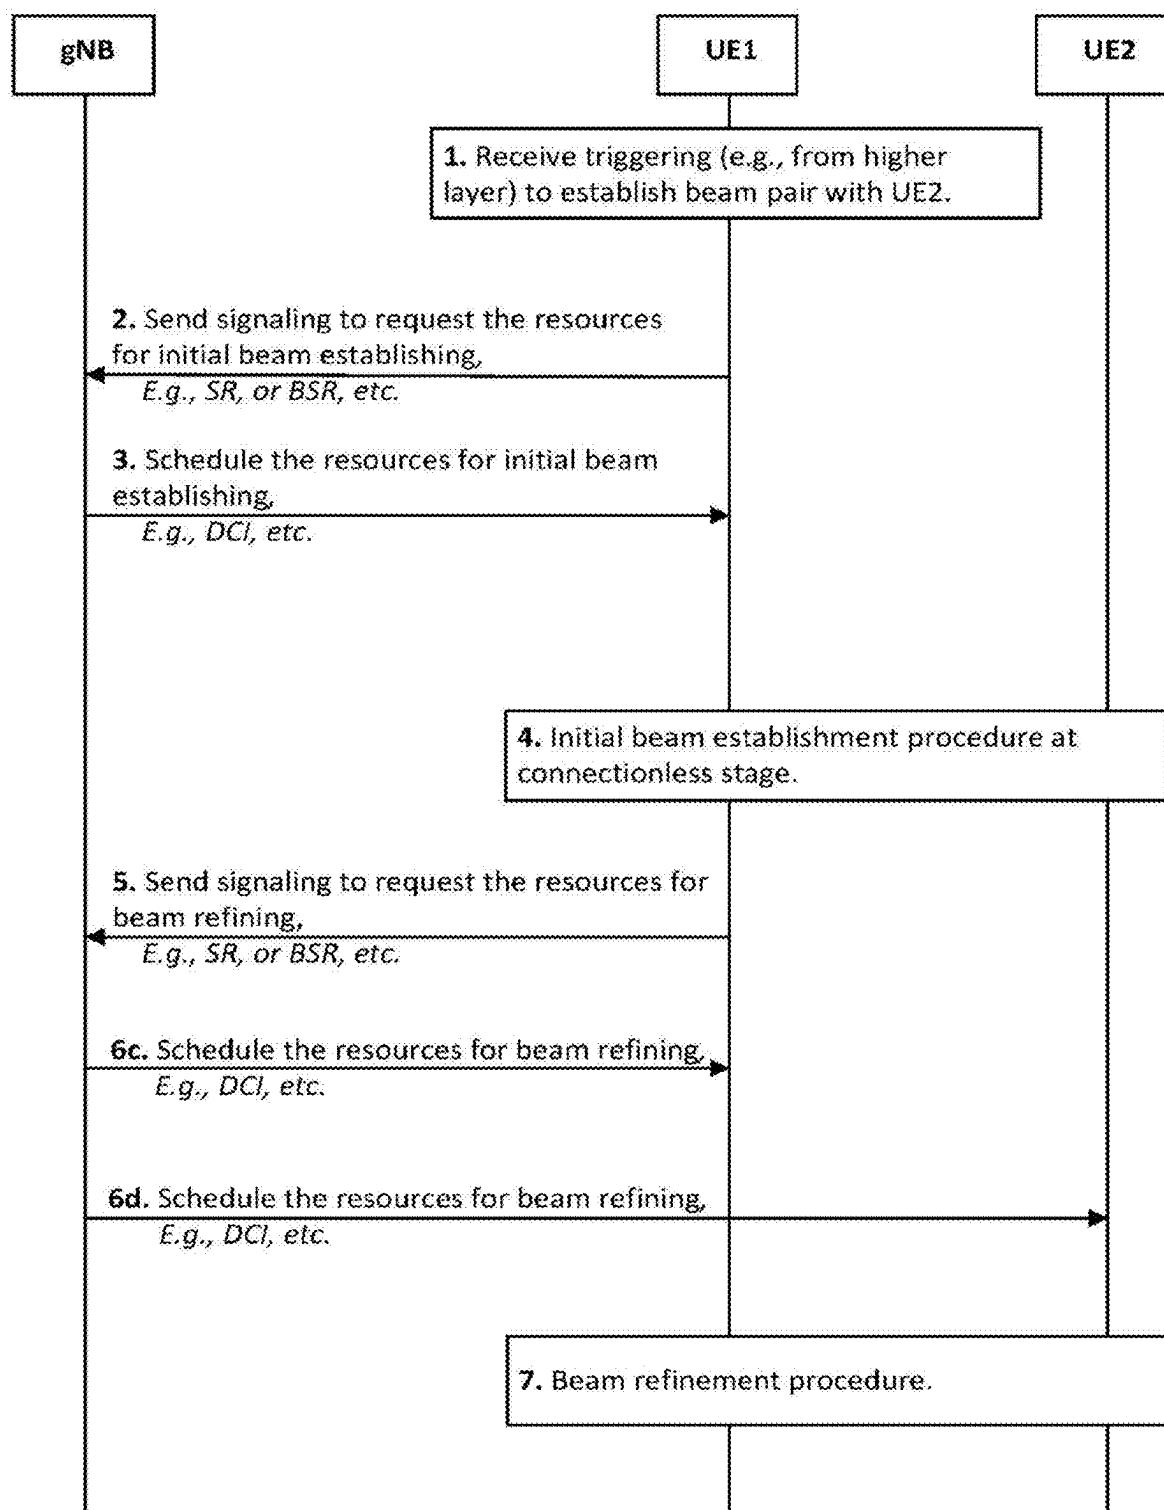 gNB
UE1
UE2
1. Receive triggering (e.g., from higher
layer) to establish beam pair with UE2.
2. Send signaling to request the resources
for initial beam establishing,
E.g., SR, or BSR, etc.
3. Schedule the resources for initial beam
establishing,
E.g., DCI, etc.
4. Initial beam establishment procedure at
connectionless stage.
5. Send signaling to request the resources for
beam refining,
E.g., SR, or BSR, etc.
6c. Schedule the resources for beam refining,
E.g., DCI, etc.
6d. Schedule the resources for beam refining,
E.g., DCI, etc.
7. Beam refinement procedure.